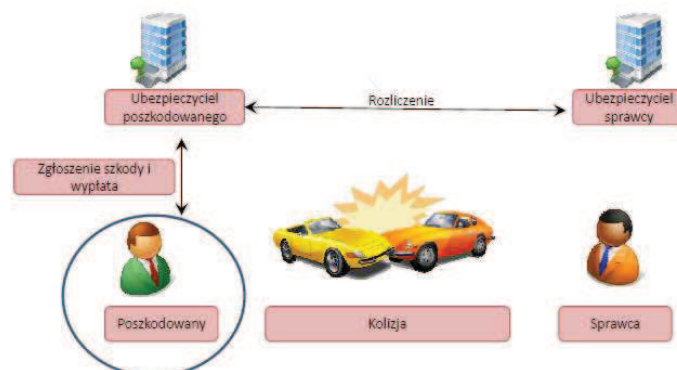 Ubezpieczyciel
poszkodowanego
Rozliczenie
Ubezpieczyciel
sprawcy
Zgłoszenie szkody i
wypłata
Poszkodowany
Kolizja
Sprawca